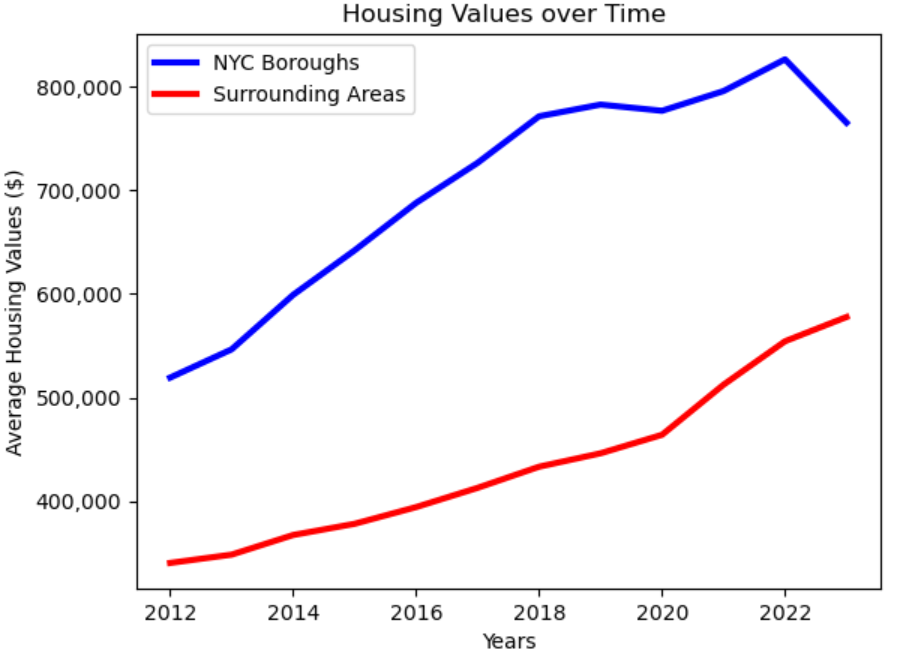 Housing Values over Time
NYC Boroughs
Surrounding Areas
Average Housing Values ($)
800,000
700,000
600,000
500,000
400,000
2012 2014 2016 2018 2020 2022
Years